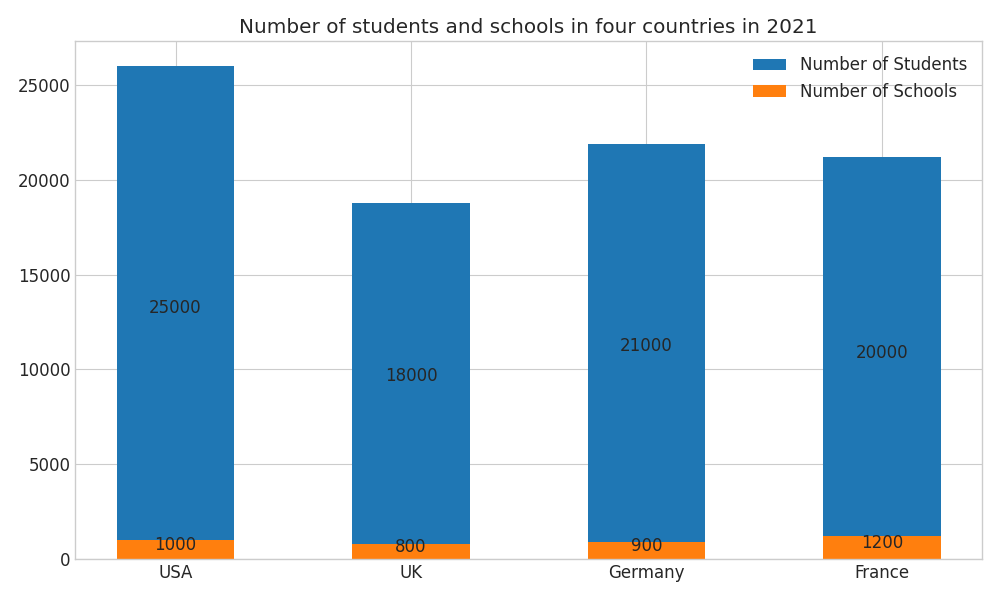 Number of students and schools in four countries in 2021
Number of Students
Number of Schools
25000
20000
15000
10000
5000
0
25000
18000
21000
20000
1000
800
900
1200
USA
UK
Germany
France